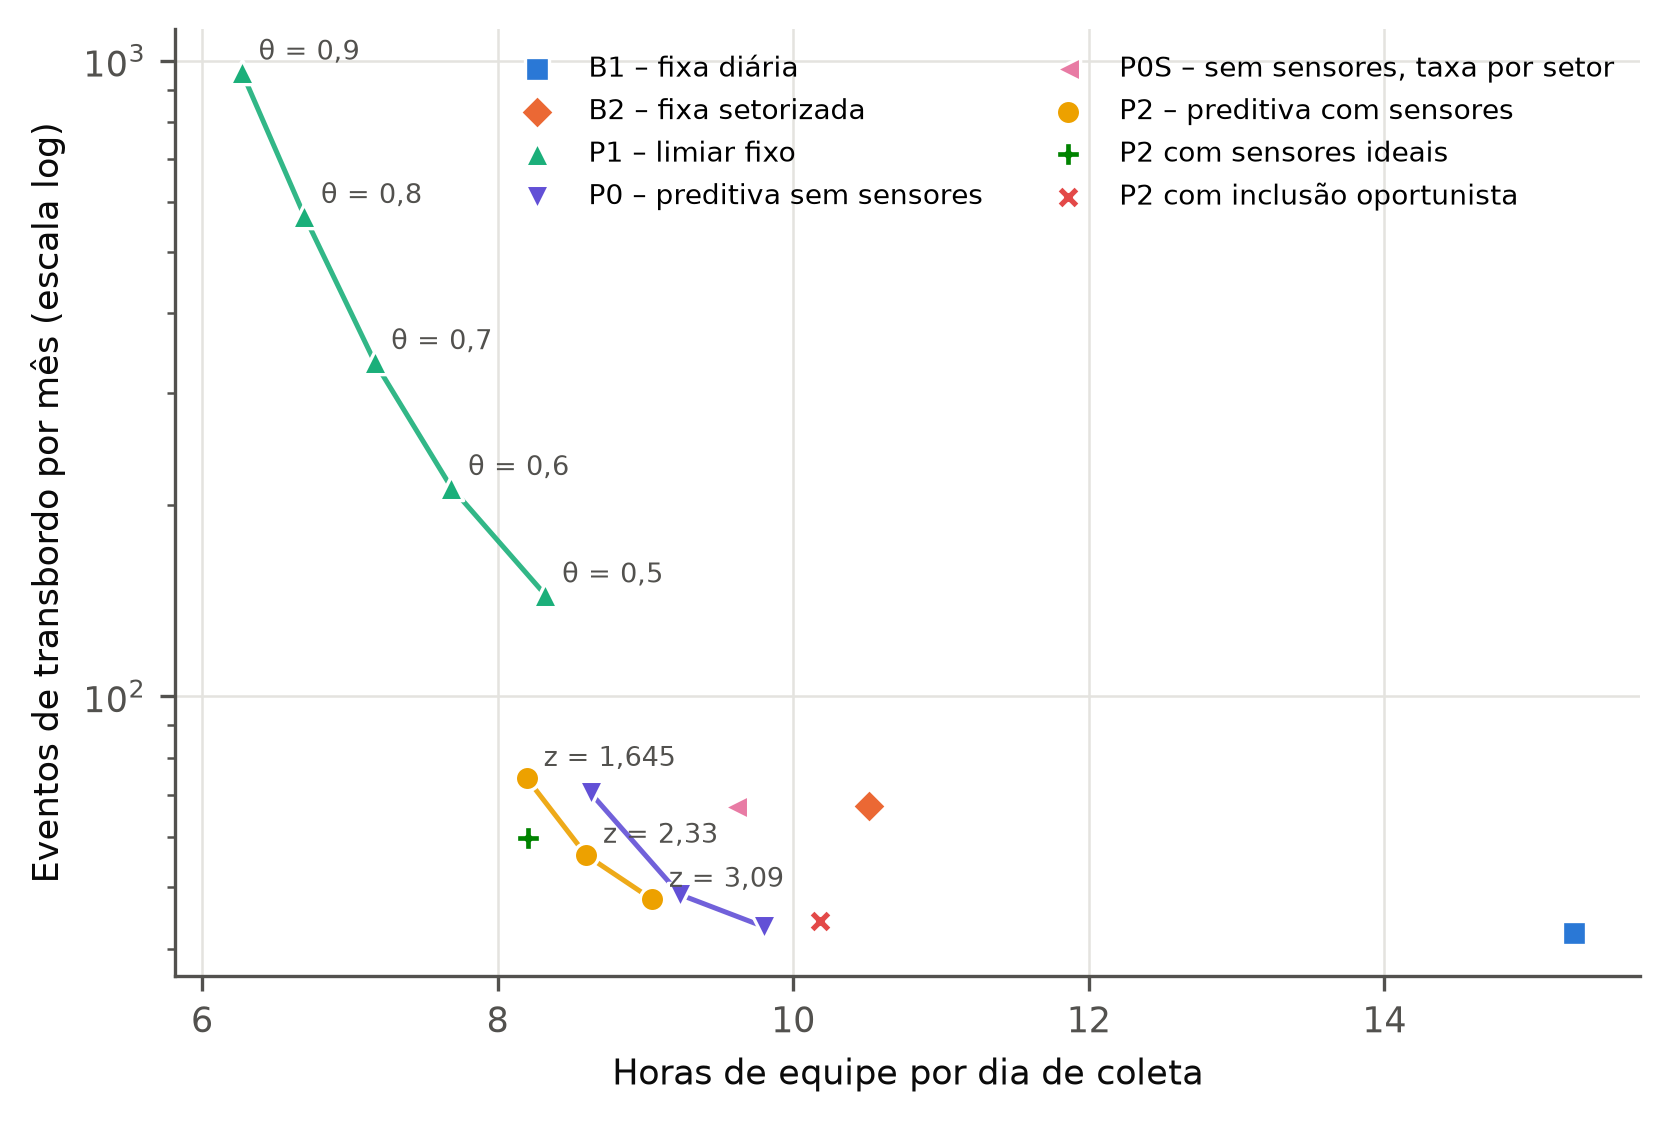 Eventos de transbordo por mês (escala log)
10³
10²
θ = 0,9
θ = 0,8
θ = 0,7
θ = 0,6
θ = 0,5
B1 – fixa diária
B2 – fixa setorizada
P1 – limiar fixo
P0 – preditiva sem sensores
P0S – sem sensores, taxa por setor
P2 – preditiva com sensores
P2 com sensores ideais
P2 com inclusão oportunista
z = 1,645
z = 2,33
z = 3,09
6 8 10 12 14
Horas de equipe por dia de coleta